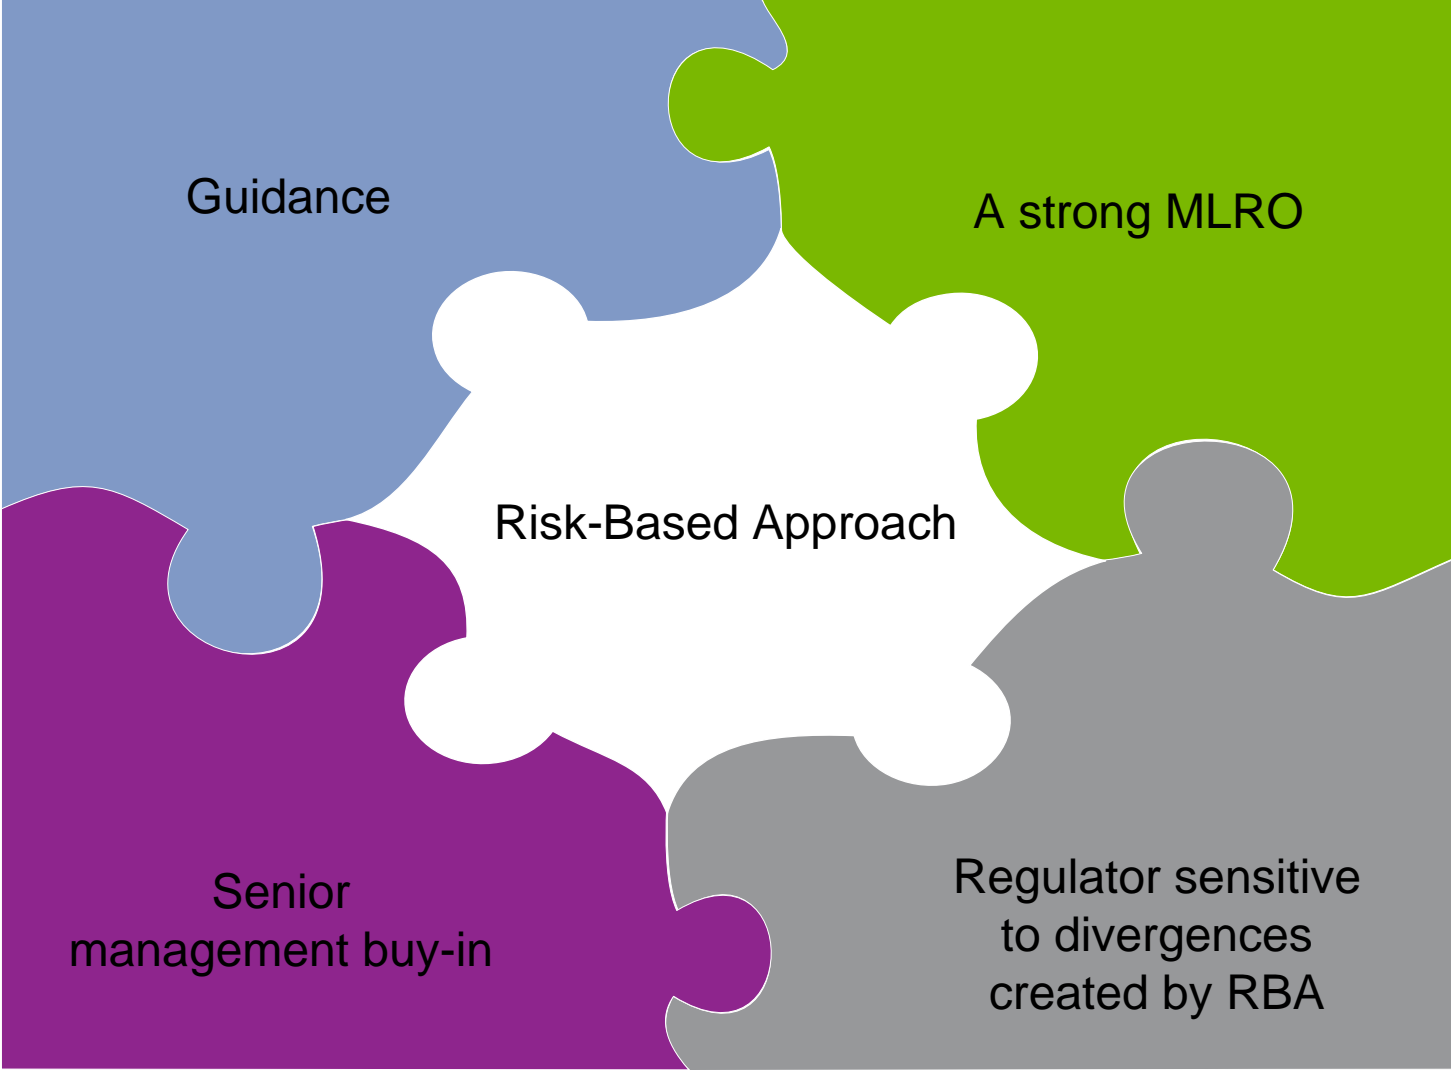 Guidance
A strong MLRO
Risk-Based Approach
Senior
management buy-in
Regulator sensitive
to divergences
created by RBA